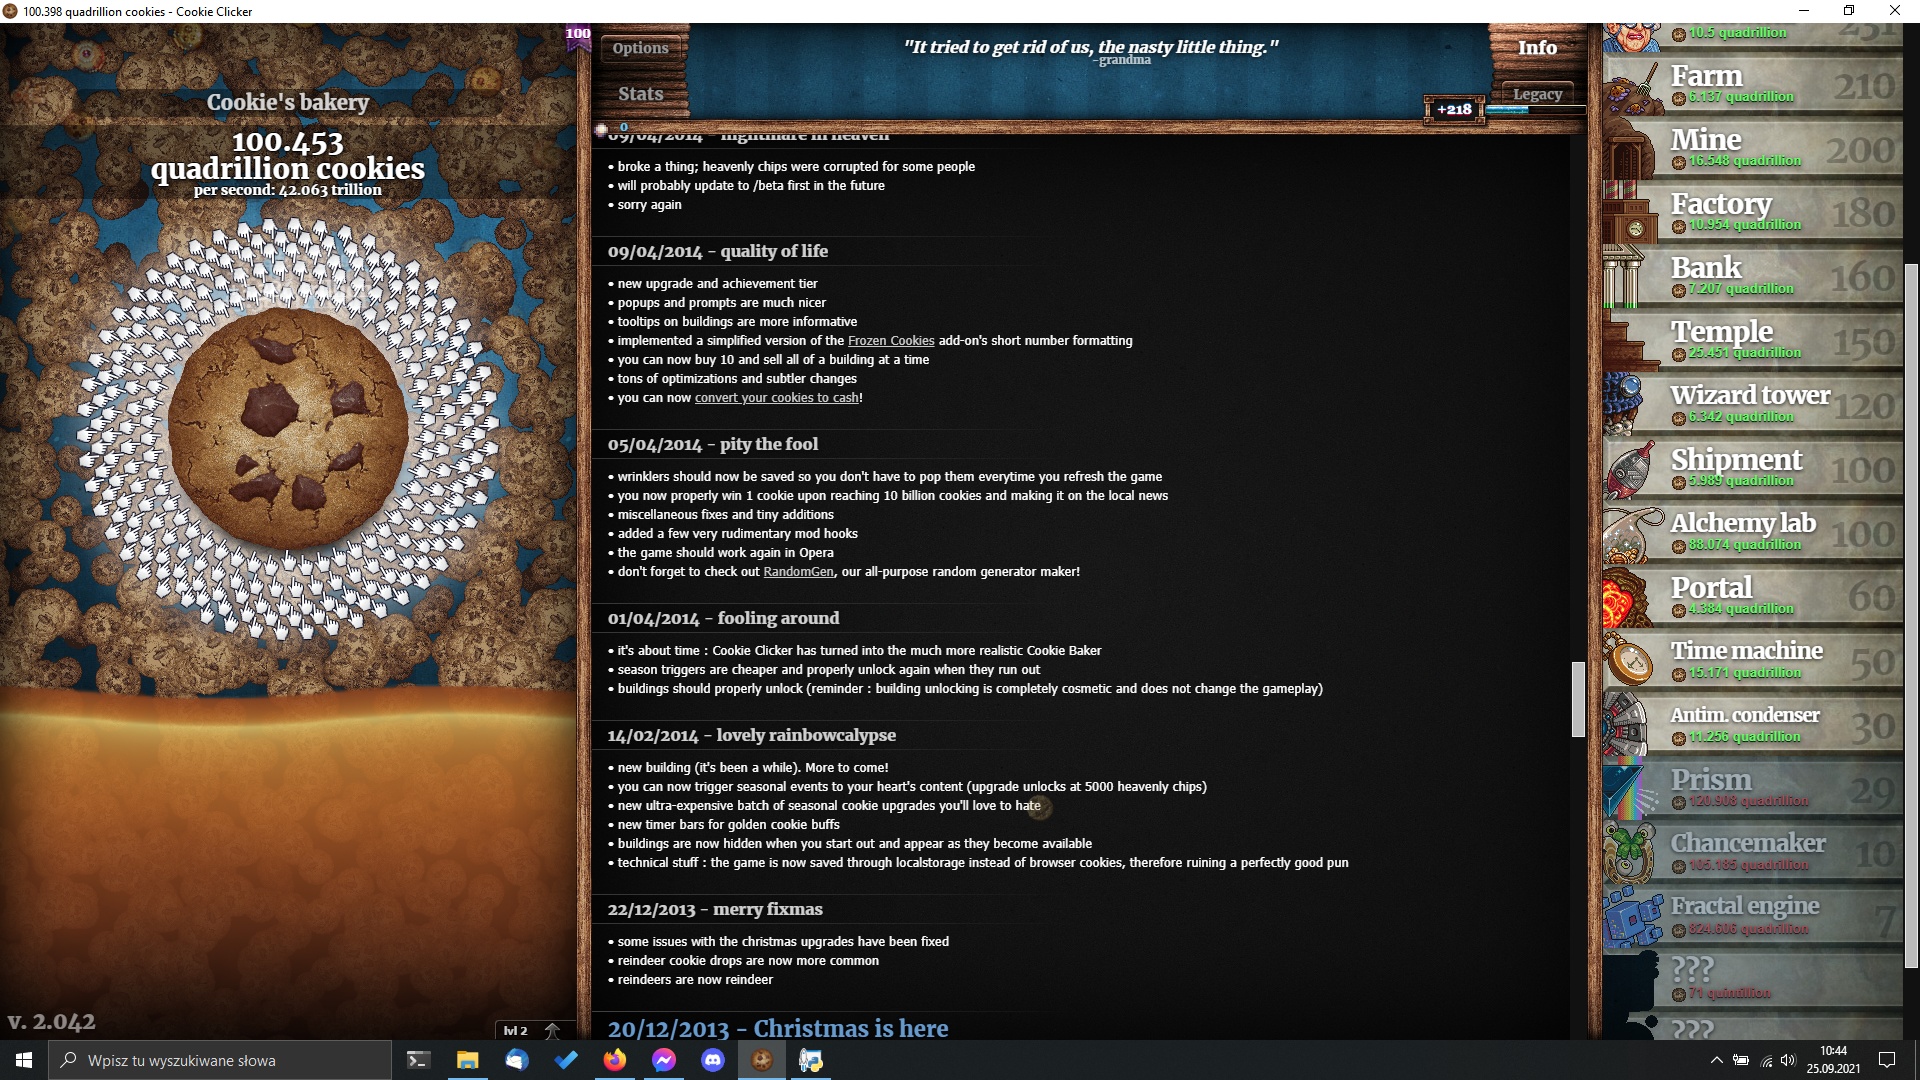 100.398 quadrillion cookies - Cookie Clicker
100
Options
Stats
"It tried to get rid of us, the nasty little thing."
-grandma
Info
Legacy
+218
0
Cookie's bakery
100.453
quadrillion cookies
per second: 42.063 trillion
v. 2.042
lvl 2
09/04/2014 - nightmare in heaven
• broke a thing; heavenly chips were corrupted for some people
• will probably update to /beta first in the future
• sorry again
09/04/2014 - quality of life
• new upgrade and achievement tier
• popups and prompts are much nicer
• tooltips on buildings are more informative
• implemented a simplified version of the Frozen Cookies add-on's short number formatting
• you can now buy 10 and sell all of a building at a time
• tons of optimizations and subtler changes
• you can now convert your cookies to cash!
05/04/2014 - pity the fool
• wrinklers should now be saved so you don't have to pop them everytime you refresh the game
• you now properly win 1 cookie upon reaching 10 billion cookies and making it on the local news
• miscellaneous fixes and tiny additions
• added a few very rudimentary mod hooks
• the game should work again in Opera
• don't forget to check out RandomGen, our all-purpose random generator maker!
01/04/2014 - fooling around
• it's about time : Cookie Clicker has turned into the much more realistic Cookie Baker
• season triggers are cheaper and properly unlock again when they run out
• buildings should properly unlock (reminder : building unlocking is completely cosmetic and does not change the gameplay)
14/02/2014 - lovely rainbowcalypse
• new building (it's been a while). More to come!
• you can now trigger seasonal events to your heart's content (upgrade unlocks at 5000 heavenly chips)
• new ultra-expensive batch of seasonal cookie upgrades you'll love to hate
• new timer bars for golden cookie buffs
• buildings are now hidden when you start out and appear as they become available
• technical stuff : the game is now saved through localstorage instead of browser cookies, therefore ruining a perfectly good pun
22/12/2013 - merry fixmas
• some issues with the christmas upgrades have been fixed
• reindeer cookie drops are now more common
• reindeers are now reindeer
20/12/2013 - Christmas is here
10.5 quadrillion
231
Farm
6.137 quadrillion
210
Mine
16.548 quadrillion
200
Factory
10.954 quadrillion
180
Bank
7.207 quadrillion
160
Temple
25.451 quadrillion
150
Wizard tower
6.342 quadrillion
120
Shipment
5.989 quadrillion
100
Alchemy lab
88.074 quadrillion
100
Portal
4.384 quadrillion
60
Time machine
15.171 quadrillion
50
Antim. condenser
11.256 quadrillion
30
Prism
120.908 quadrillion
29
Chancemaker
105.185 quadrillion
10
Fractal engine
824.606 quadrillion
7
???
71 quintillion
???
Wpisz tu wyszukiwane słowa
10:44
25.09.2021